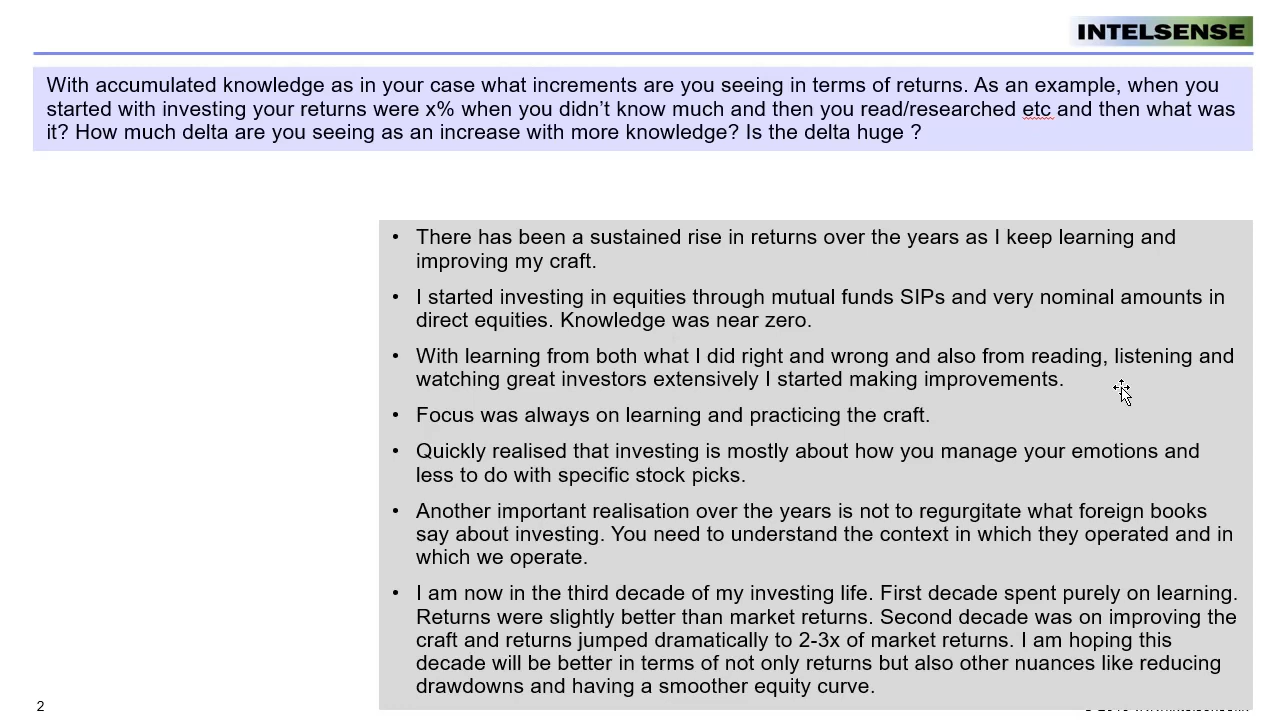 INTELSENSE
With accumulated knowledge as in your case what increments are you seeing in terms of returns. As an example, when you
started with investing your returns were x% when you didn’t know much and then you read/researched etc and then what was
it? How much delta are you seeing as an increase with more knowledge? Is the delta huge ?
• There has been a sustained rise in returns over the years as I keep learning and
improving my craft.
• I started investing in equities through mutual funds SIPs and very nominal amounts in
direct equities. Knowledge was near zero.
• With learning from both what I did right and wrong and also from reading, listening and
watching great investors extensively I started making improvements.
• Focus was always on learning and practicing the craft.
• Quickly realised that investing is mostly about how you manage your emotions and
less to do with specific stock picks.
• Another important realisation over the years is not to regurgitate what foreign books
say about investing. You need to understand the context in which they operated and in
which we operate.
• I am now in the third decade of my investing life. First decade spent purely on learning.
Returns were slightly better than market returns. Second decade was on improving the
craft and returns jumped dramatically to 2-3x of market returns. I am hoping this
decade will be better in terms of not only returns but also other nuances like reducing
drawdowns and having a smoother equity curve.
2